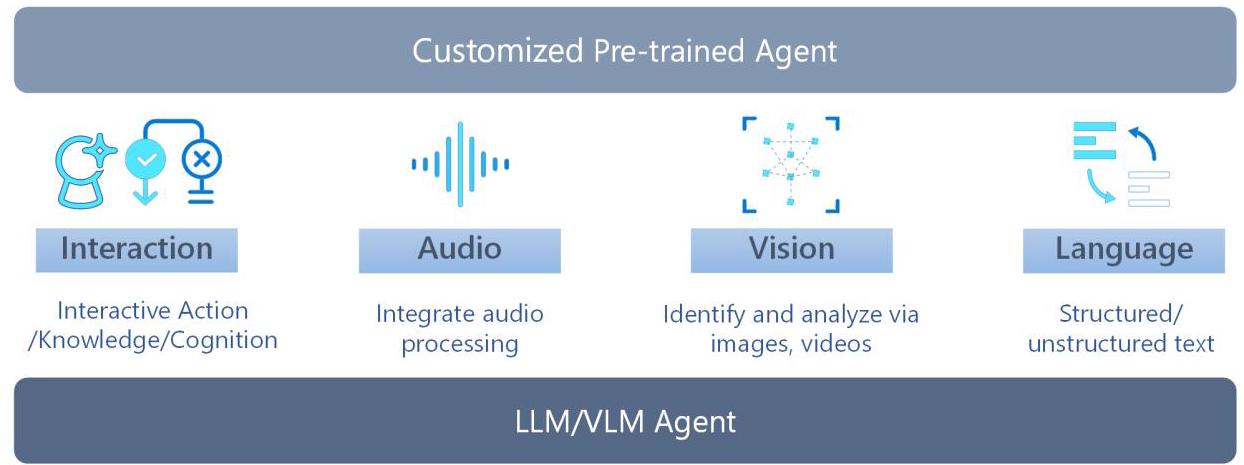 Customized Pre-trained Agent
Interaction
Audio
Vision
Language
Interactive Action
/Knowledge/Cognition
Integrate audio
processing
Identify and analyze via
images, videos
Structured/
unstructured text
LLM/VLM Agent